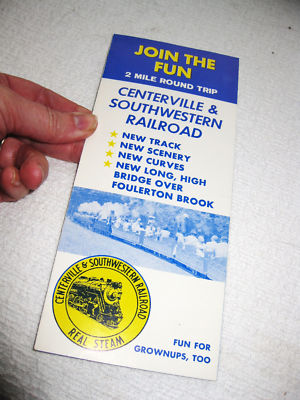 JOIN THE
FUN
2 MILE ROUND TRIP
CENTERVILLE &
SOUTHWESTERN
RAILROAD
NEW TRACK
NEW SCENERY
NEW CURVES
NEW LONG, HIGH
BRIDGE OVER
FOULERTON BROOK
CENTERVILLE & SOUTHWESTERN RAILROAD
REAL STEAM
FUN FOR
GROWNUPS, TOO